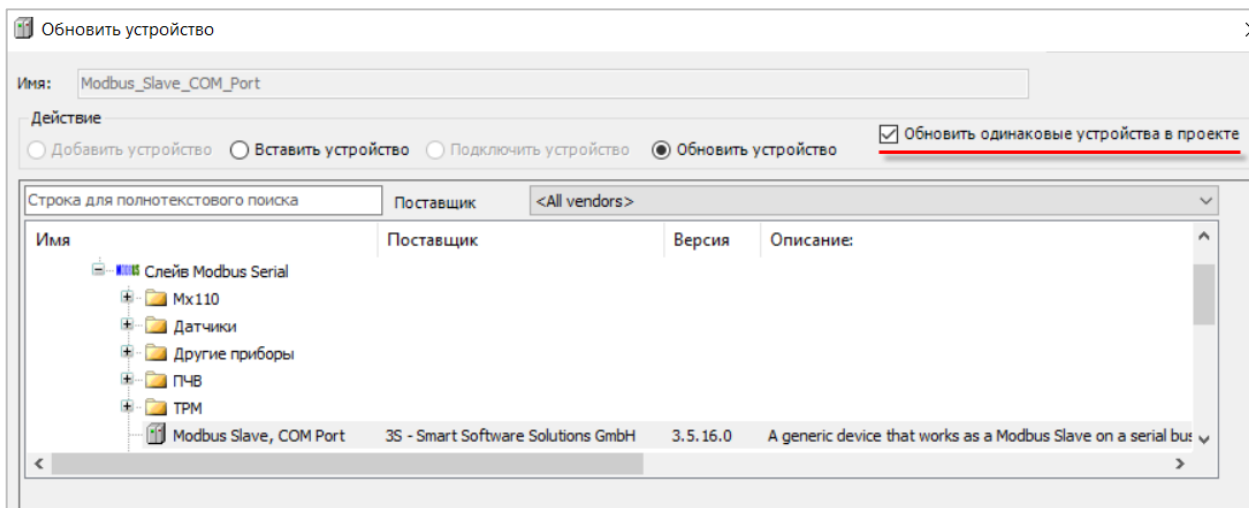 Обновить устройство
Имя: Modbus_Slave_COM_Port
Действие
Добавить устройство Вставить устройство Подключить устройство Обновить устройство Обновить одинаковые устройства в проекте
Строка для полнотекстового поиска Поставщик <All vendors>
Имя Поставщик Версия Описание:
Слейв Modbus Serial
Mx110
Датчики
Другие приборы
ПЧВ
ТРМ
Modbus Slave, COM Port 3S - Smart Software Solutions GmbH 3.5.16.0 A generic device that works as a Modbus Slave on a serial bus